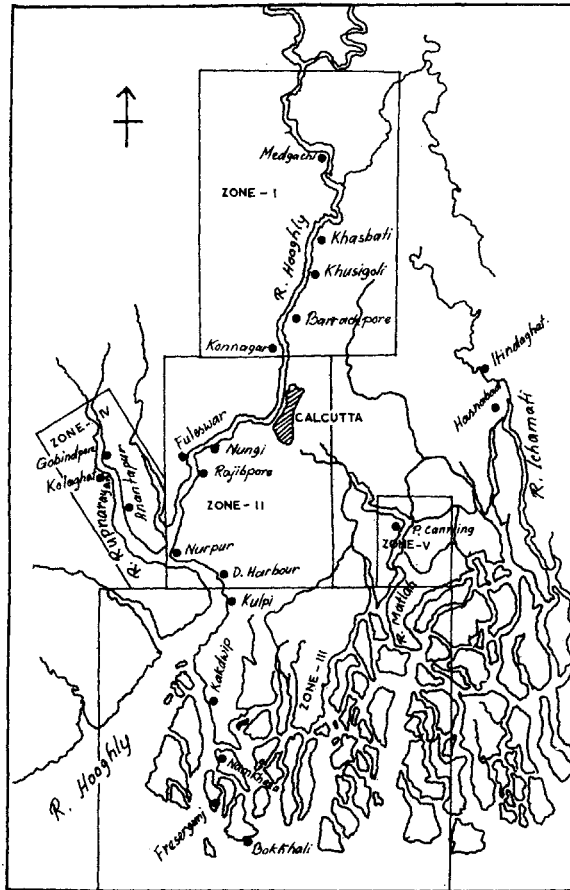 Medgachi
ZONE - I
R. Hooghly
Khasbati
Khusigoli
Barrackpore
Konnagar
Itindaghat.
Hasnabad
R. Ichamati
CALCUTTA
ZONE - IV
Fuleswar
Nungi
Rajibpore
Gobindpore
Kolaghat
Anantapur
R. Rupnarayan
ZONE - II
P. canning
ZONE - V
Nurpur
D. Harbour
Kulpi
R. Matlah
Kakdwip
ZONE - III
Namkhana
R. Hooghly
Fresergunj
Bokkhali